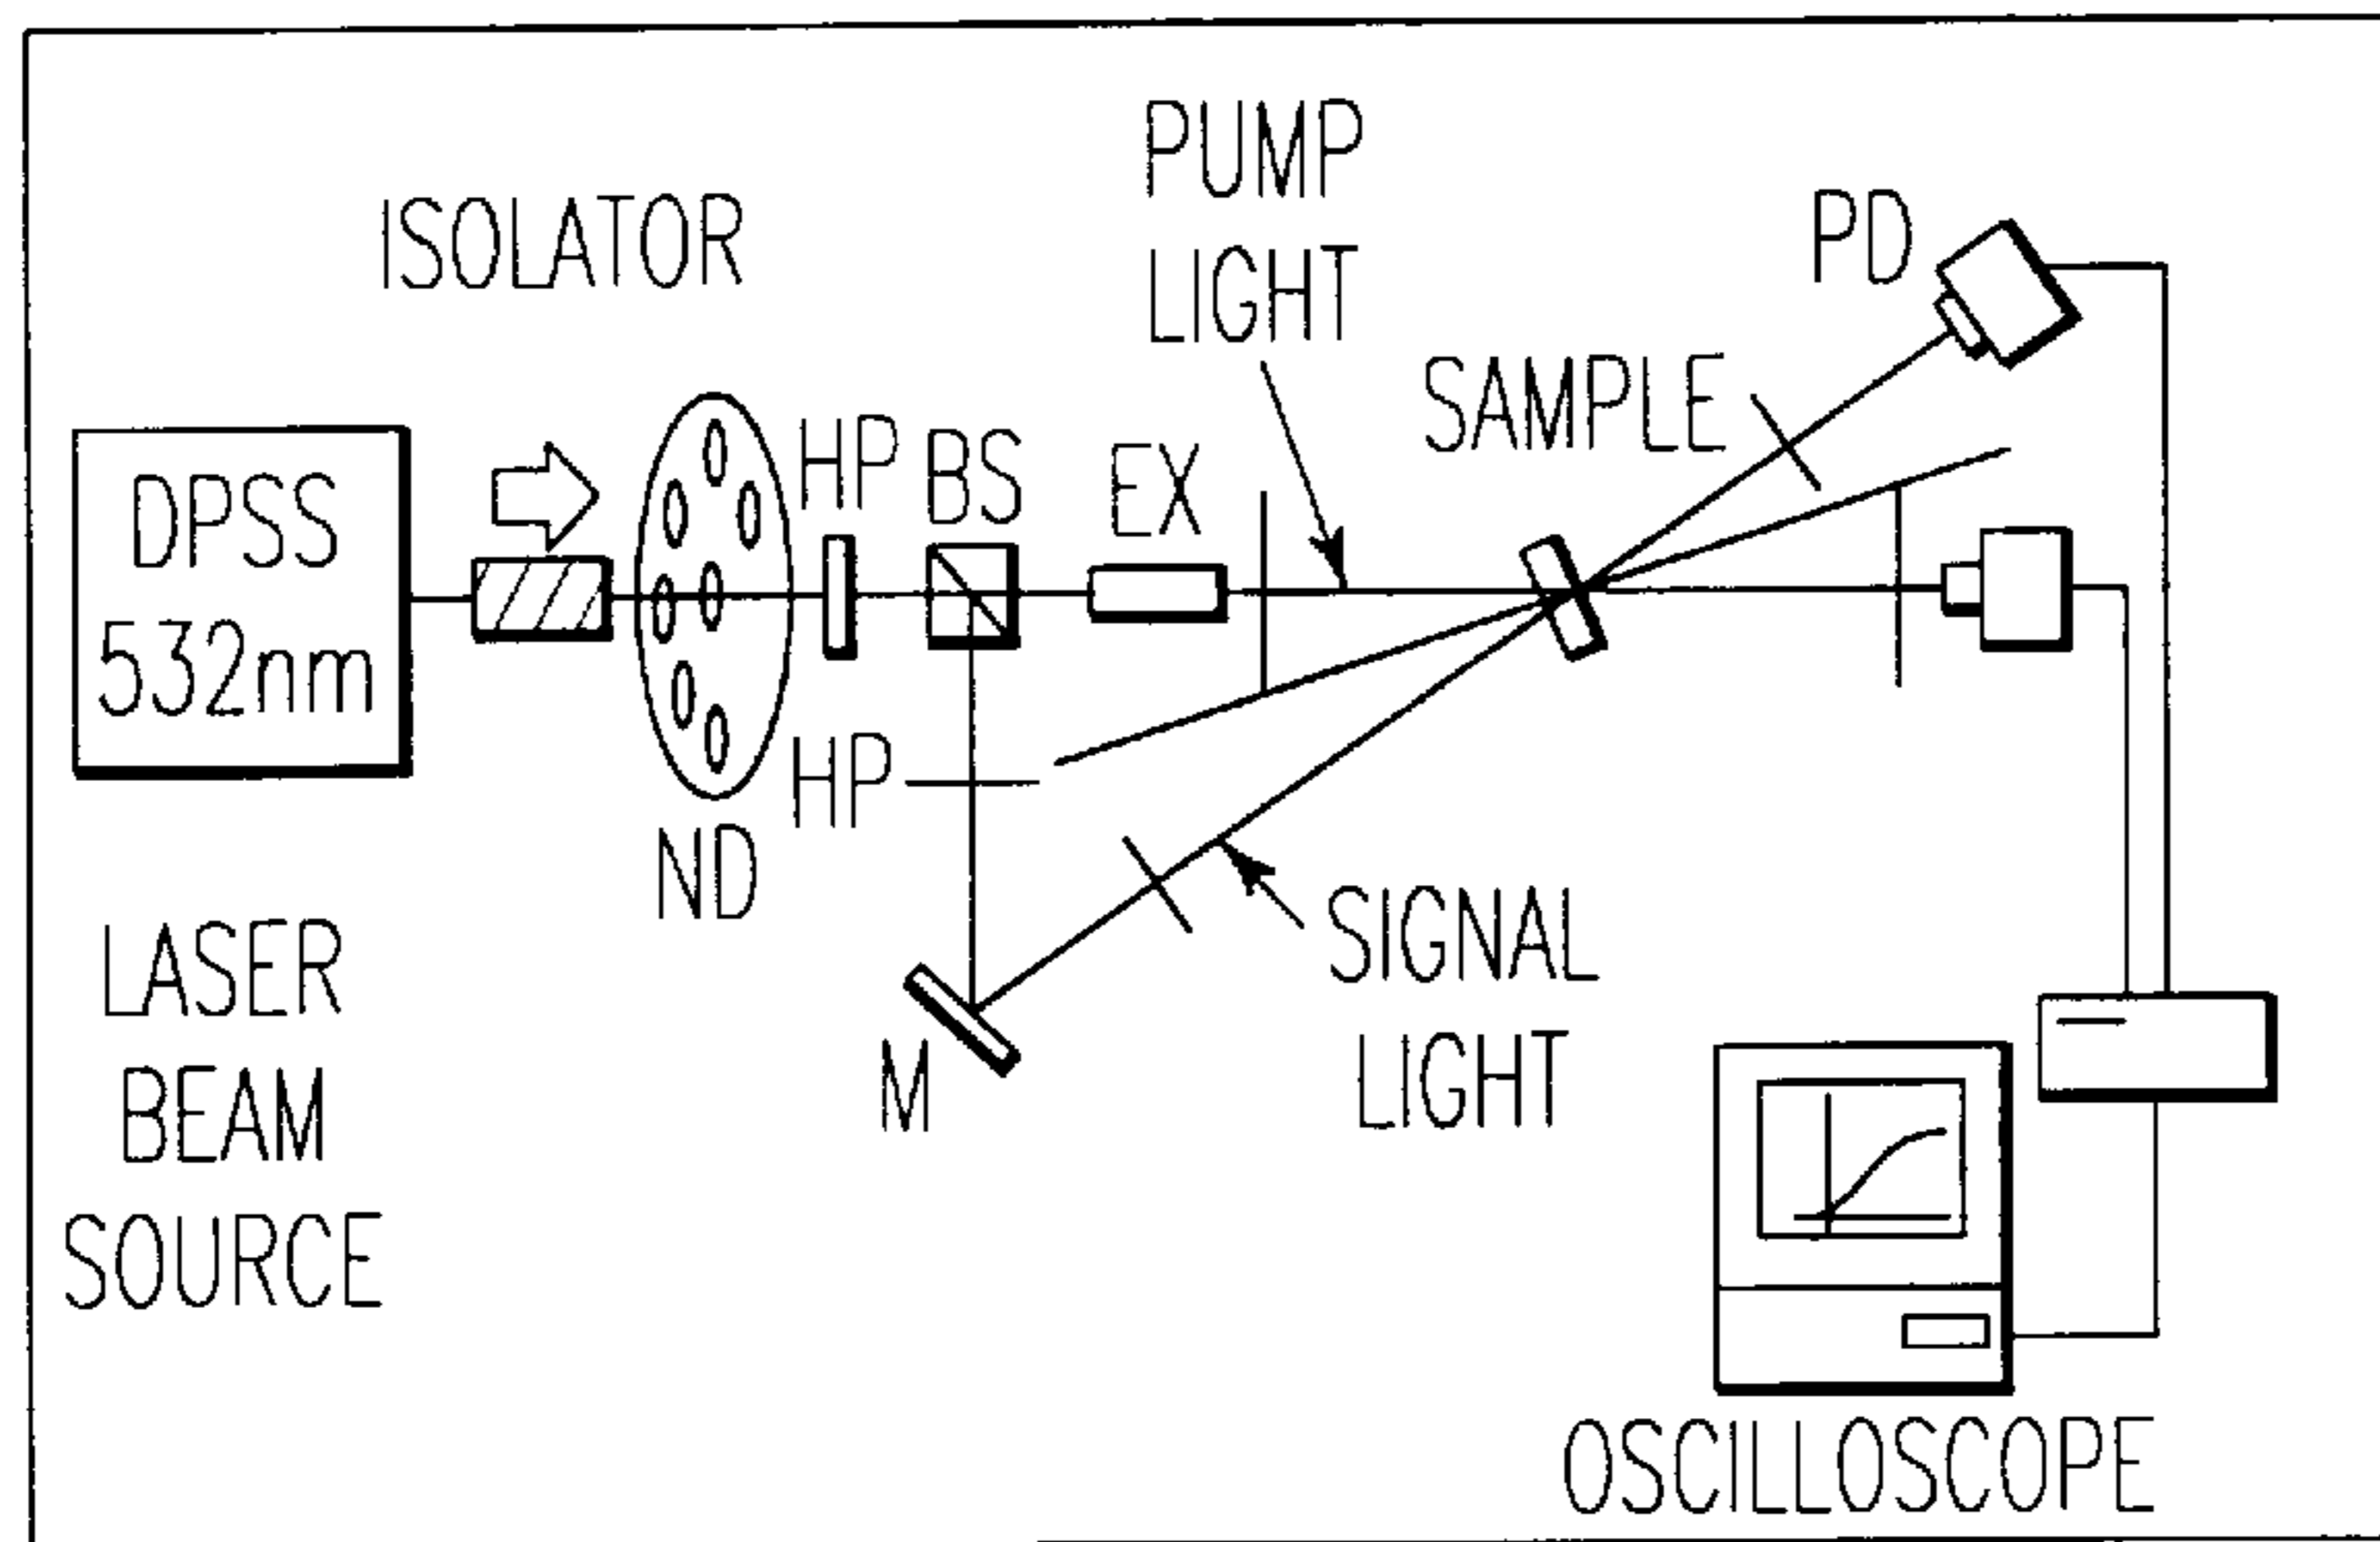 PUMP
LIGHT
ISOLATOR
PD
SAMPLE
DPSS
532nm
HP
BS
EX
HP
ND
LASER
BEAM
SOURCE
M
SIGNAL
LIGHT
OSCILLOSCOPE